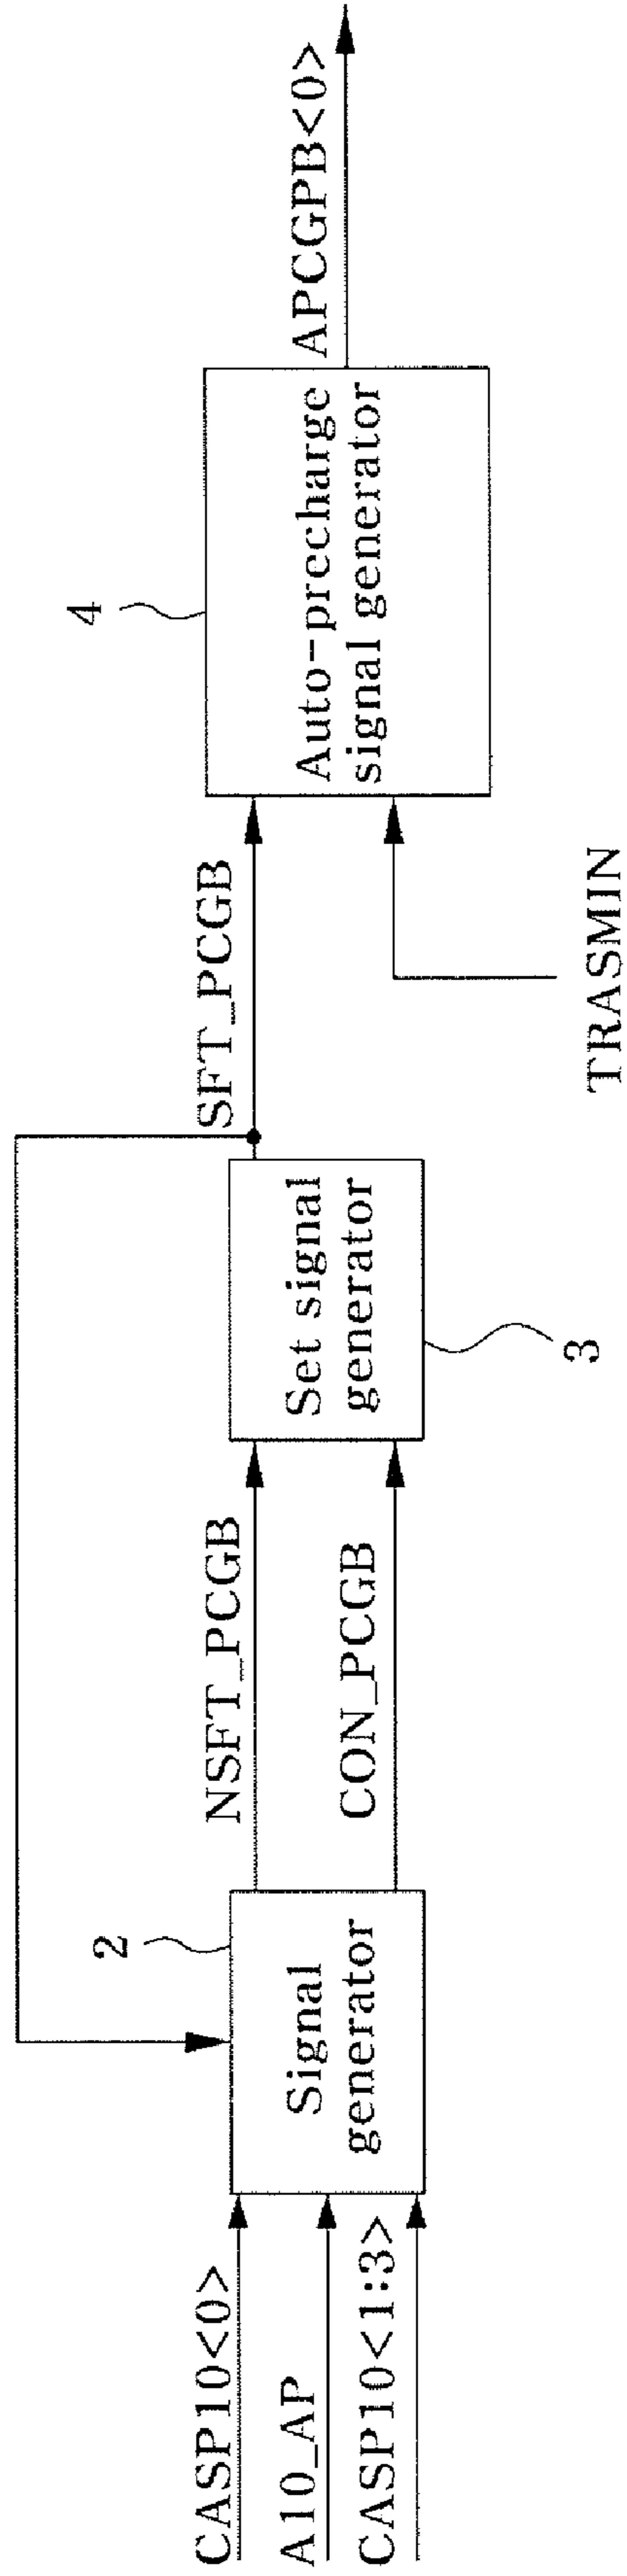 CASP10<0>
A10_AP
CASP10<1:3>
2
Signal
generator
NSFT_PCGB
CON_PCGB
Set signal
generator
3
SFT_PCGB
TRASMIN
4
Auto-precharge
signal generator
APCGPB<0>